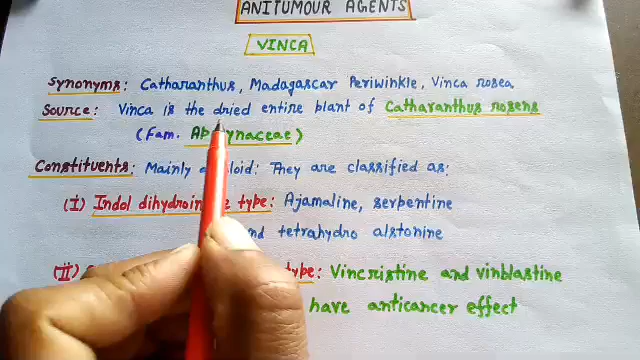 ANITUMOUR AGENTS
VINCA
Synonyms: Catharanthus, Madagascar Periwinkle, Vinca rosea
Source: Vinca is the dried entire plant of Catharanthus rosens
(Fam.
Constituents: Mainly They are classified as:
(i) Indol type: Ajamaline, serpentine
tetrahydro alstonine
(ii) type: Vincristine and vinblastine
have anticancer effect